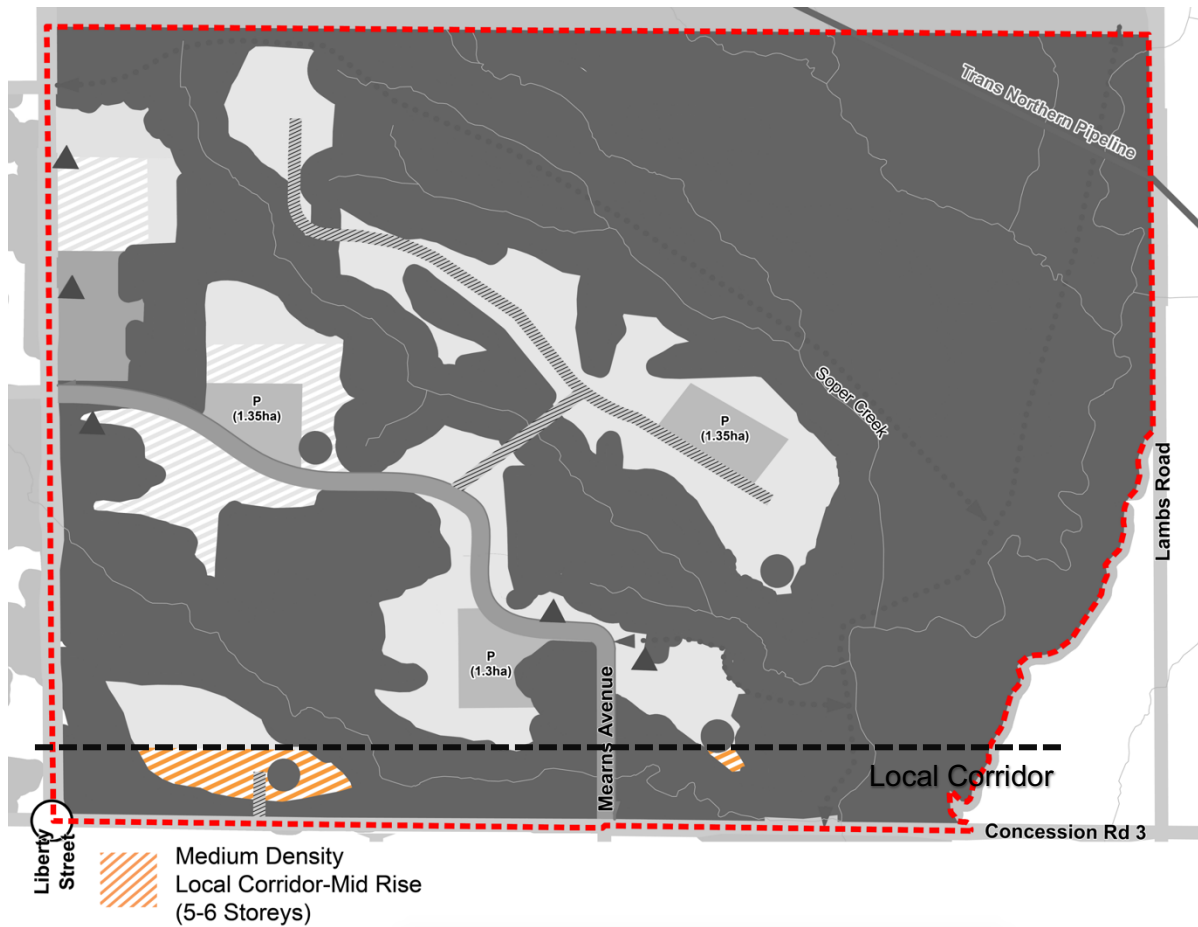 Trans Northern Pipeline
P
(1.35ha)
P
(1.35ha)
Soper Creek
Lambs Road
P
(1.3ha)
Mearns Avenue
Local Corridor
Concession Rd 3
Liberty
Street
Medium Density
Local Corridor-Mid Rise
(5-6 Storeys)